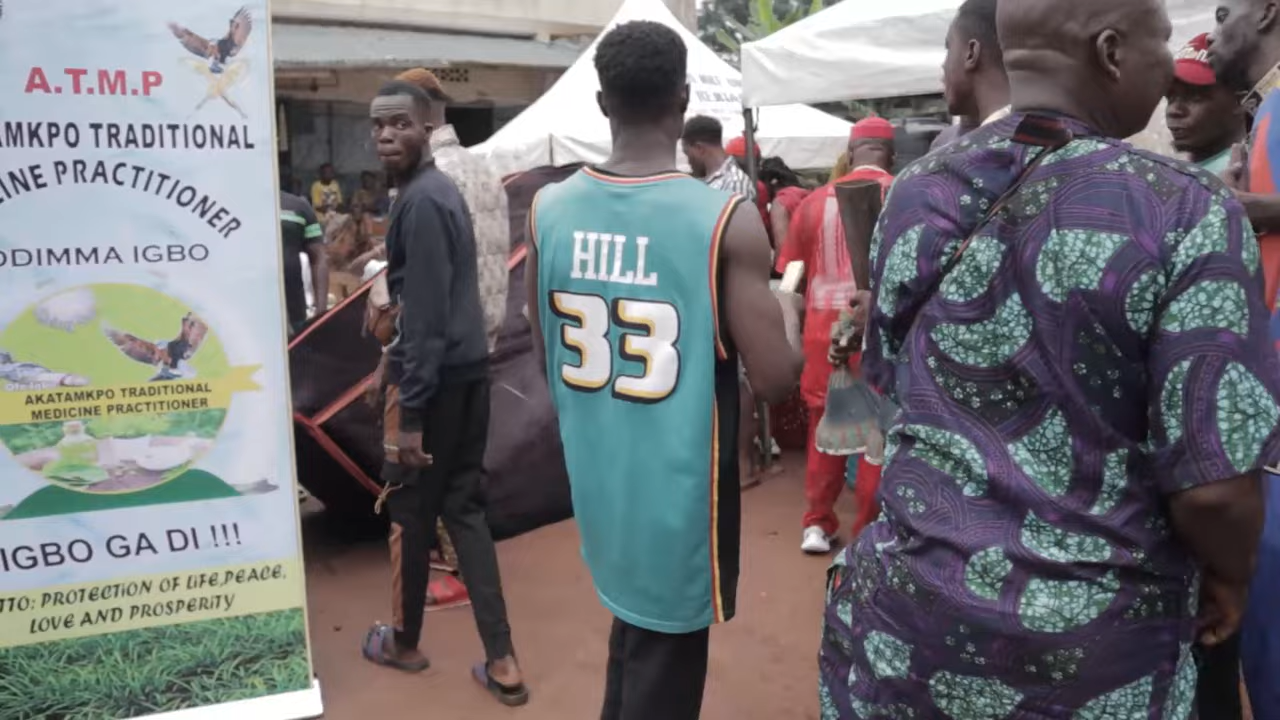 A.T.M.P
AMKPO TRADITIONAL
CINE PRACTITIONER
ODIMMA IGBO
AKATAMKPO TRADITIONAL
MEDICINE PRACTITIONER
IGBO GA DI !!!
TTO: PROTECTION OF LIFE,PEACE,
LOVE AND PROSPERITY
HILL
33